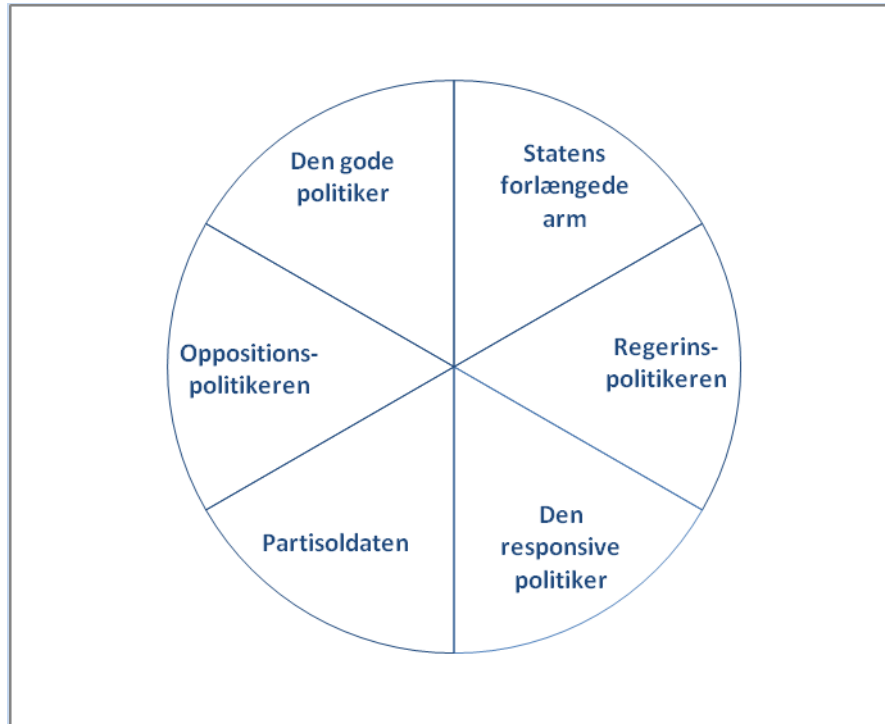 Den gode
politiker
Statens
forlængede
arm
Oppositions-
politikeren
Regerins-
politikeren
Partisoldaten
Den
responsive
politiker